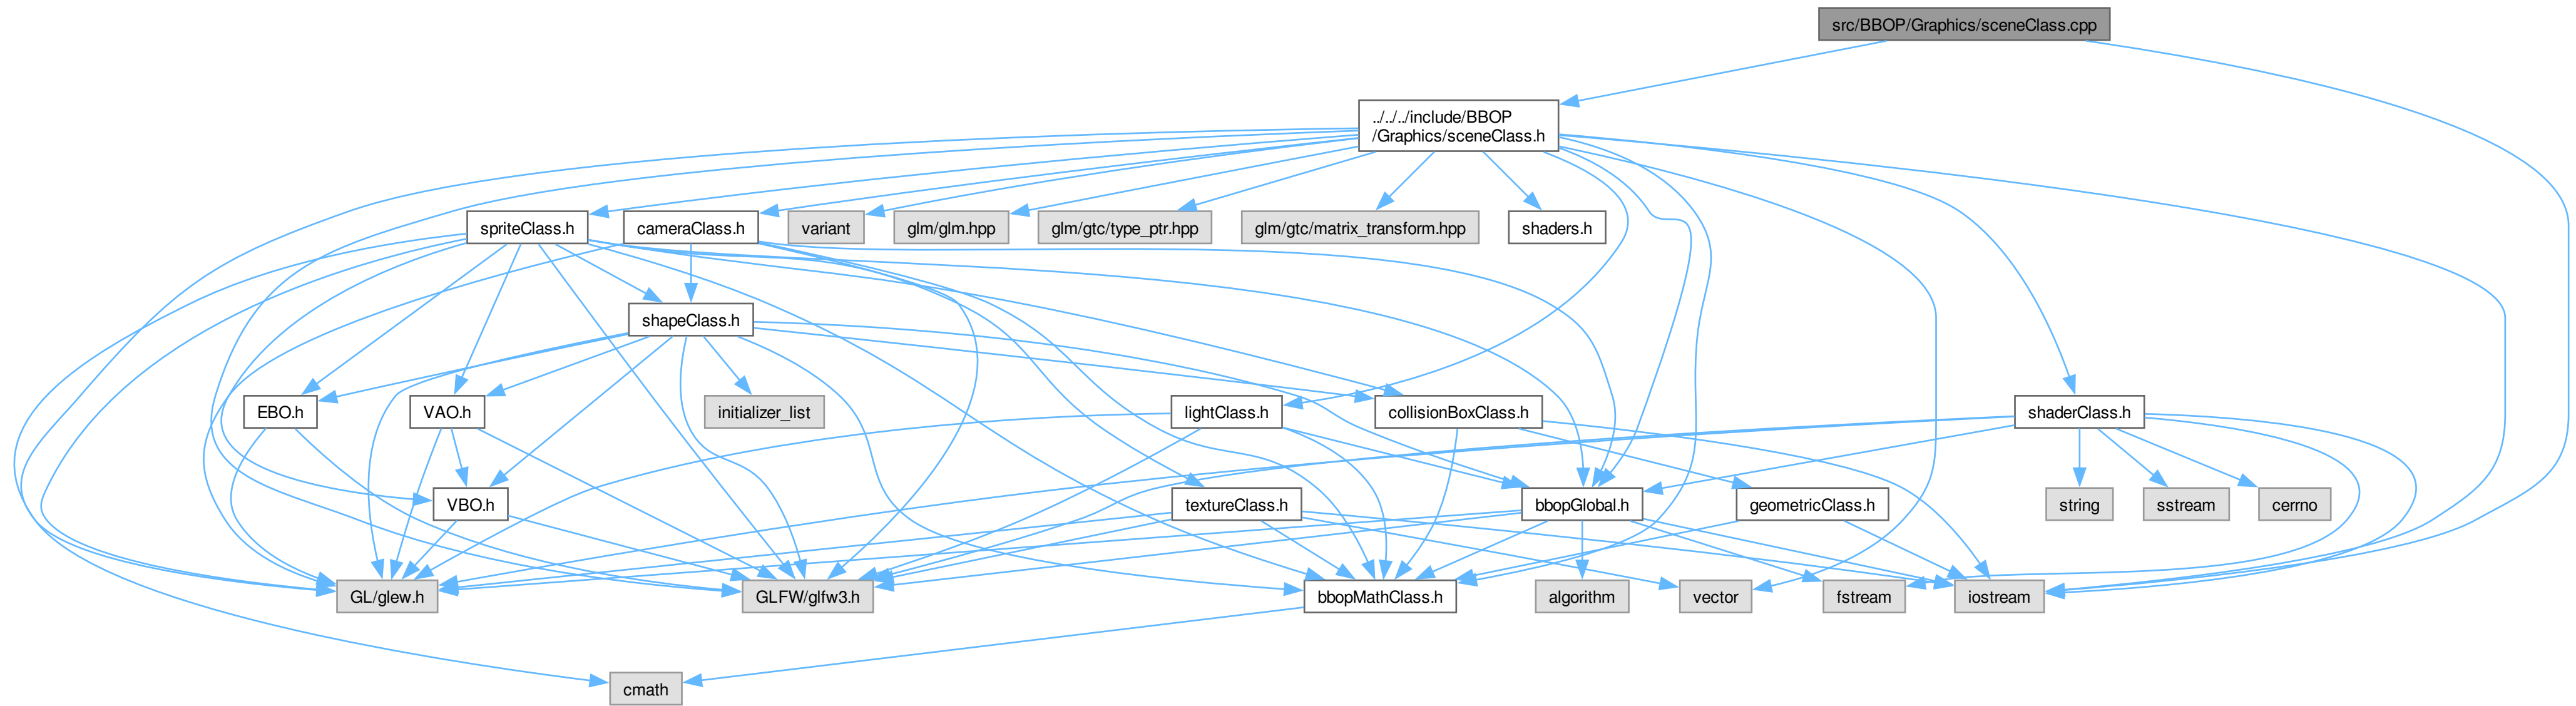 src/BBOP/Graphics/sceneClass.cpp
../../../include/BBOP
/Graphics/sceneClass.h
spriteClass.h
cameraClass.h
variant
glm/glm.hpp
glm/gtc/type_ptr.hpp
glm/gtc/matrix_transform.hpp
shaders.h
shapeClass.h
EBO.h
VAO.h
initializer_list
lightClass.h
collisionBoxClass.h
shaderClass.h
VBO.h
textureClass.h
bbopGlobal.h
geometricClass.h
string
sstream
cerrno
GL/glew.h
GLFW/glfw3.h
bbopMathClass.h
algorithm
vector
fstream
iostream
cmath